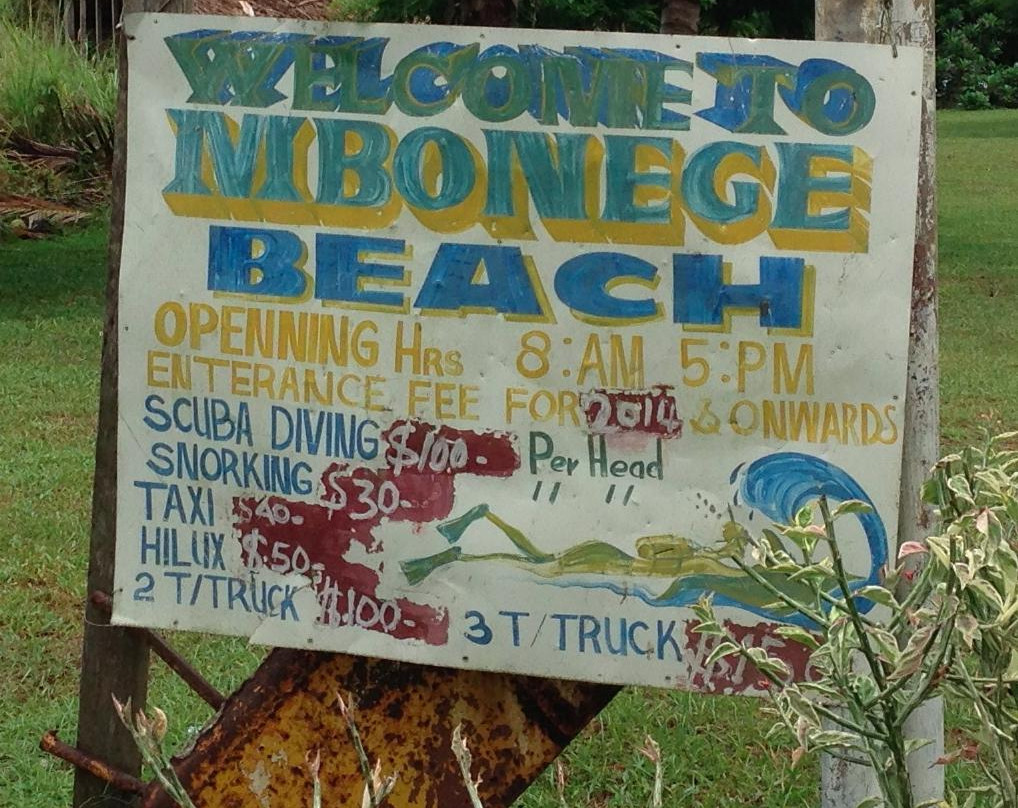 WELCOME TO
MBONEGE
BEACH
OPENNING HRS 8:AM 5:PM
ENTERANCE FEE FOR 2014 & ONWARDS
SCUBA DIVING $100- Per Head
SNORKING $30 " "
TAXI $40-
HILUX $50-
2 T/TRUCK $100-
3 T/TRUCK